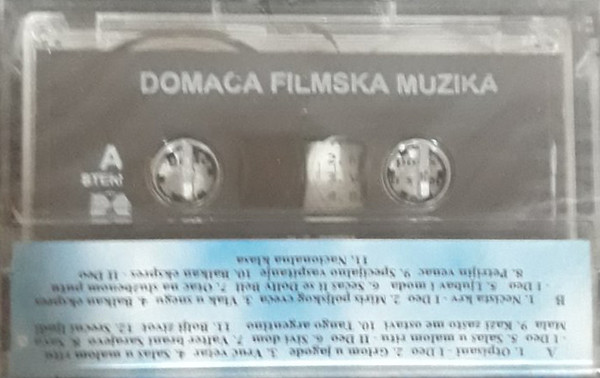 DOMAĆA FILMSKA MUZIKA
A
A 1. Otpisani - I Deo 2. Grlom u jagode 3. Vruć vetar 4. Salaš u malom ritu
- I Deo 5. Salaš u malom ritu - II Deo 6. Sivi dom 7. Valter brani Sarajevo 8. Sava
Mala 9. Kaži zašto me ostavi 10. Tango argentino 11. Bolji život 12. Srećni ljudi
B 1. Nečista krv - I Deo 2. Miris poljskog cveća 3. Vlak u snegu 4. Balkan ekspres
- I Deo 5. Ljubav i moda 6. Sećaš li se Dolly Bell 7. Otac na službenom putu
8. Petrijin venac 9. Specijalno vaspitanje 10. Balkan ekspres - II Deo
11. Nacionalna klasa